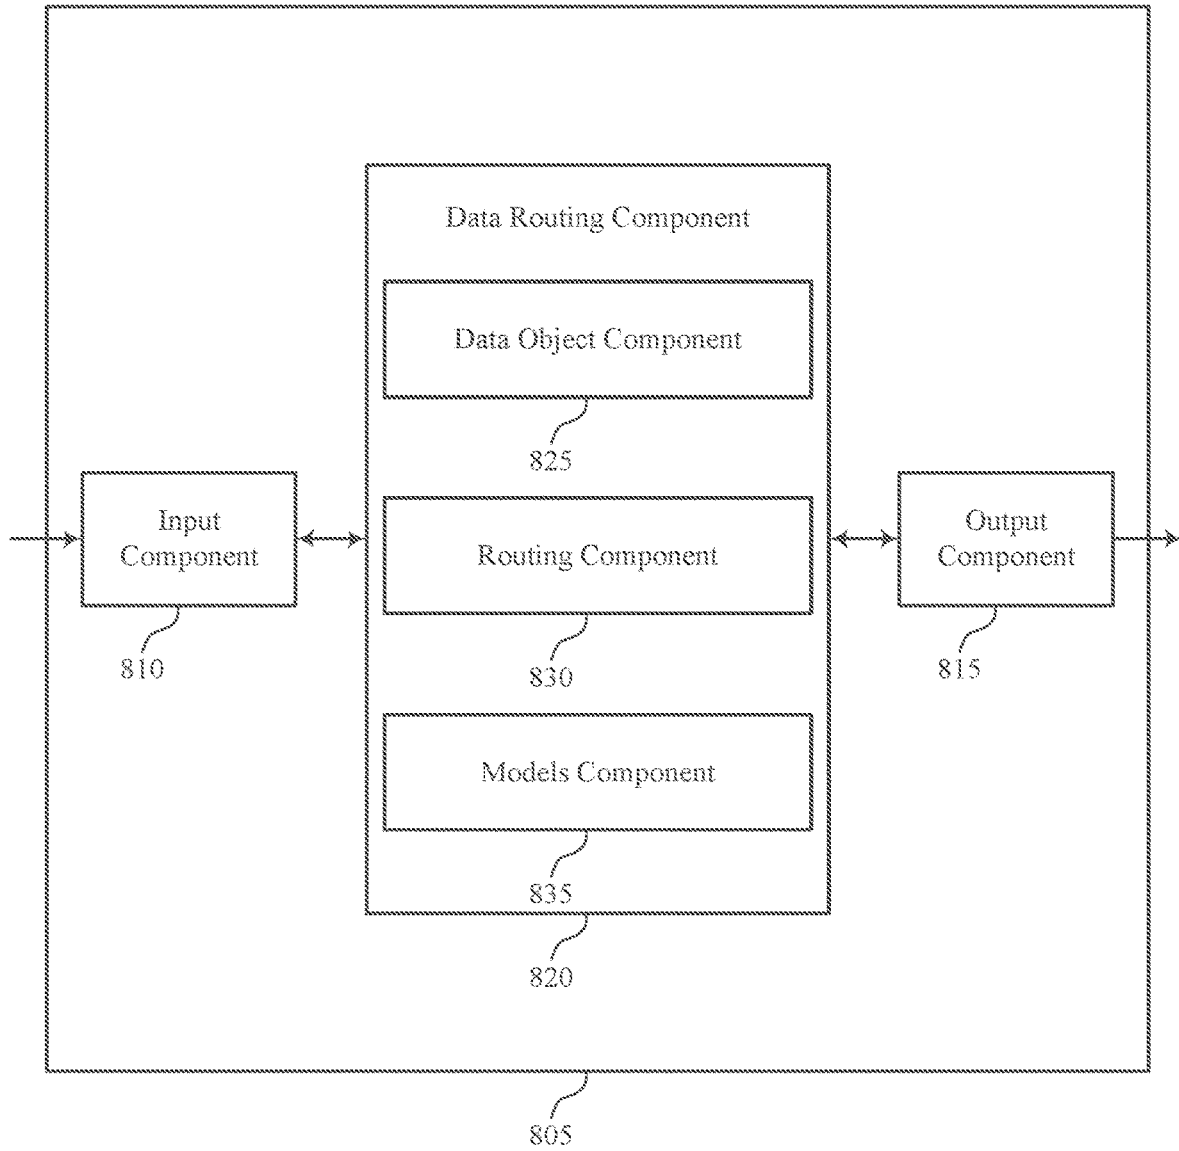 Data Routing Component
Data Object Component
825
Input
Component
810
Routing Component
830
Output
Component
815
Models Component
835
820
805